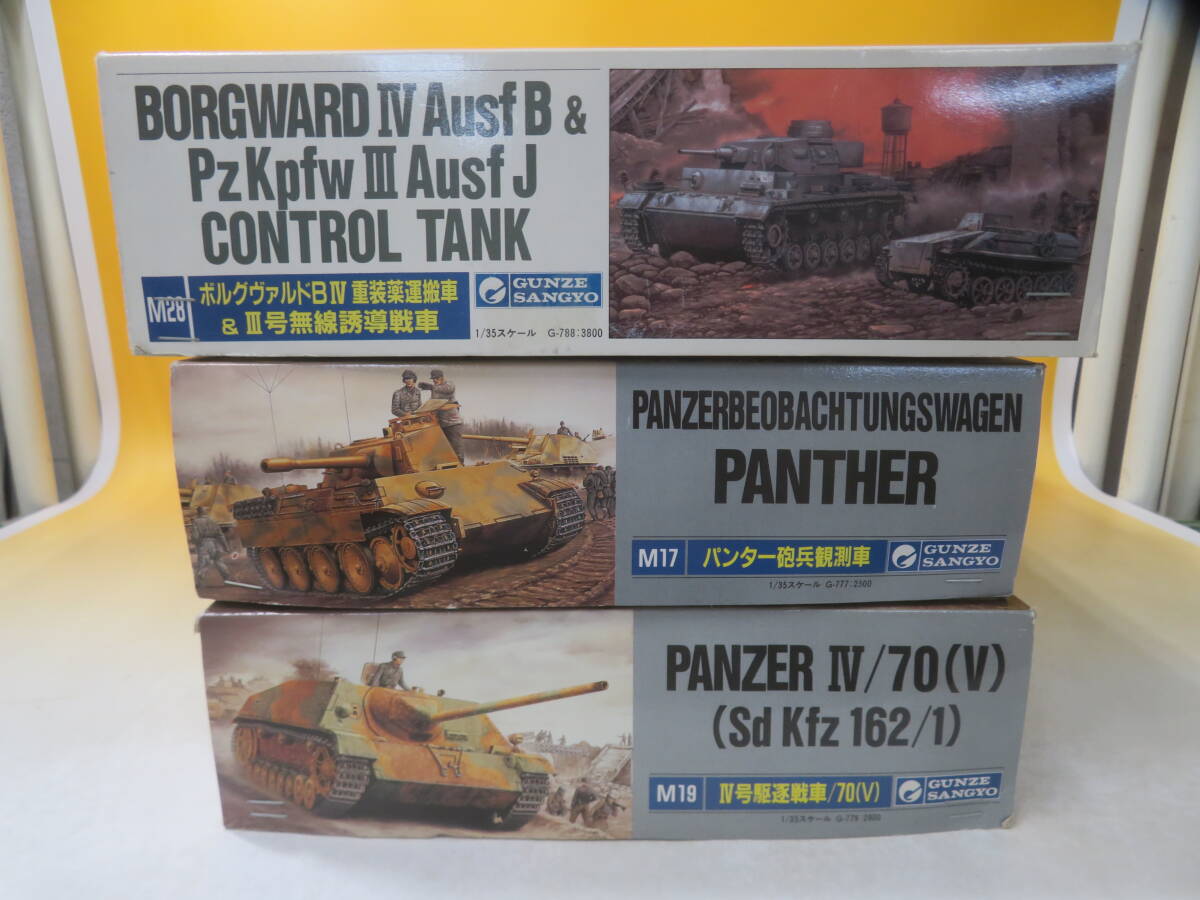 BORGWARD IV Ausf B &
PzKpfw III Ausf J
CONTROL TANK
M28
ボルグヴァルドB IV 重装薬運搬車
& III号無線誘導戦車
GUNZE
SANGYO
1/35スケール G-788:3800
PANZERBEOBACHTUNGSWAGEN
PANTHER
M17
パンター砲兵観測車
GUNZE
SANGYO
1/35スケール G-777:2500
PANZER IV/70(V)
(Sd Kfz 162/1)
M19
IV号駆逐戦車/70(V)
GUNZE
SANGYO
1/35スケール G-779